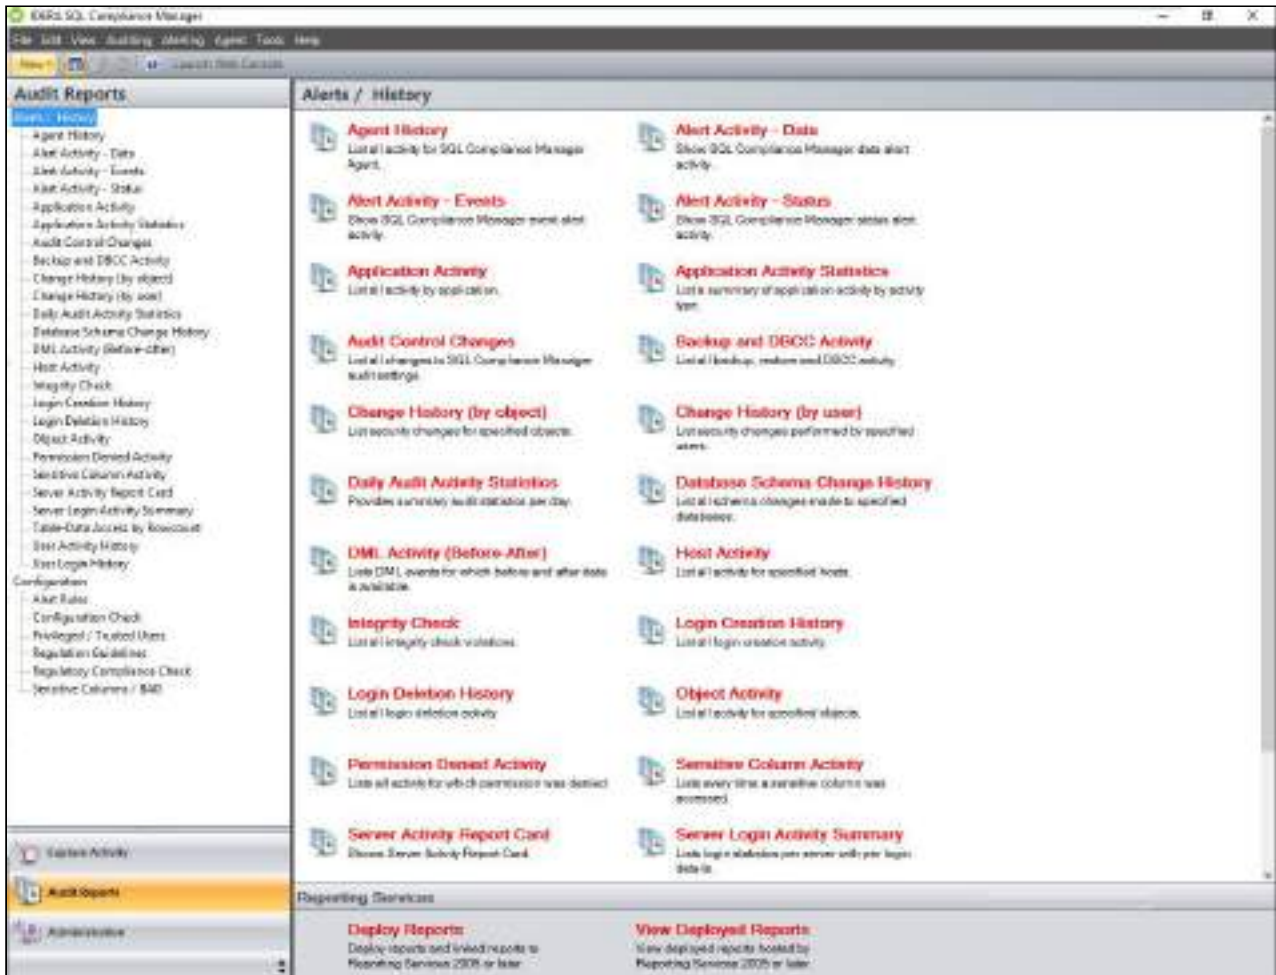 IDERA SQL Compliance Manager
File Edit View Auditing Alerting Agent Tools Help
New
Launch Web Console
Audit Reports
Alerts / History
Agent History
Alert Activity - Data
Alert Activity - Events
Alert Activity - Status
Application Activity
Application Activity Statistics
Audit Control Changes
Backup and DBCC Activity
Change History (by object)
Change History (by user)
Daily Audit Activity Statistics
Database Schema Change History
DML Activity (Before-After)
Host Activity
Integrity Check
Login Creation History
Login Deletion History
Object Activity
Permission Denied Activity
Sensitive Column Activity
Server Activity Report Card
Server Login Activity Summary
Table-Data Access by Rowcount
User Activity History
User Login History
Configuration
Alert Rules
Configuration Check
Privileged / Trusted Users
Regulation Guidelines
Regulatory Compliance Check
Sensitive Columns / BAD
Capture Activity
Audit Reports
Administration
Alerts / History
Agent History
List all activity for SQL Compliance Manager
Agent.
Alert Activity - Data
Show SQL Compliance Manager data alert
activity.
Alert Activity - Events
Show SQL Compliance Manager event alert
activity.
Alert Activity - Status
Show SQL Compliance Manager status alert
activity.
Application Activity
List all activity by application.
Application Activity Statistics
List a summary of application activity by activity
type.
Audit Control Changes
List all changes to SQL Compliance Manager
audit settings.
Backup and DBCC Activity
List all backup, restore and DBCC activity.
Change History (by object)
List security changes for specified objects.
Change History (by user)
List security changes performed by specified
users.
Daily Audit Activity Statistics
Provides summary audit statistics per day.
Database Schema Change History
List all schema changes made to specified
databases.
DML Activity (Before-After)
Lists DML events for which before and after data
is available.
Host Activity
List all activity for specified hosts.
Integrity Check
List all integrity check violations.
Login Creation History
List all login creation activity.
Login Deletion History
List all login deletion activity
Object Activity
List all activity for specified objects.
Permission Denied Activity
Lists all activity for which permission was denied
Sensitive Column Activity
Lists every time a sensitive column was
accessed.
Server Activity Report Card
Shows Server Activity Report Card.
Server Login Activity Summary
Lists login statistics per server with per login
data in.
Reporting Services
Deploy Reports
Deploy reports and linked reports to
Reporting Services 2005 or later
View Deployed Reports
View deployed reports hosted by
Reporting Services 2005 or later